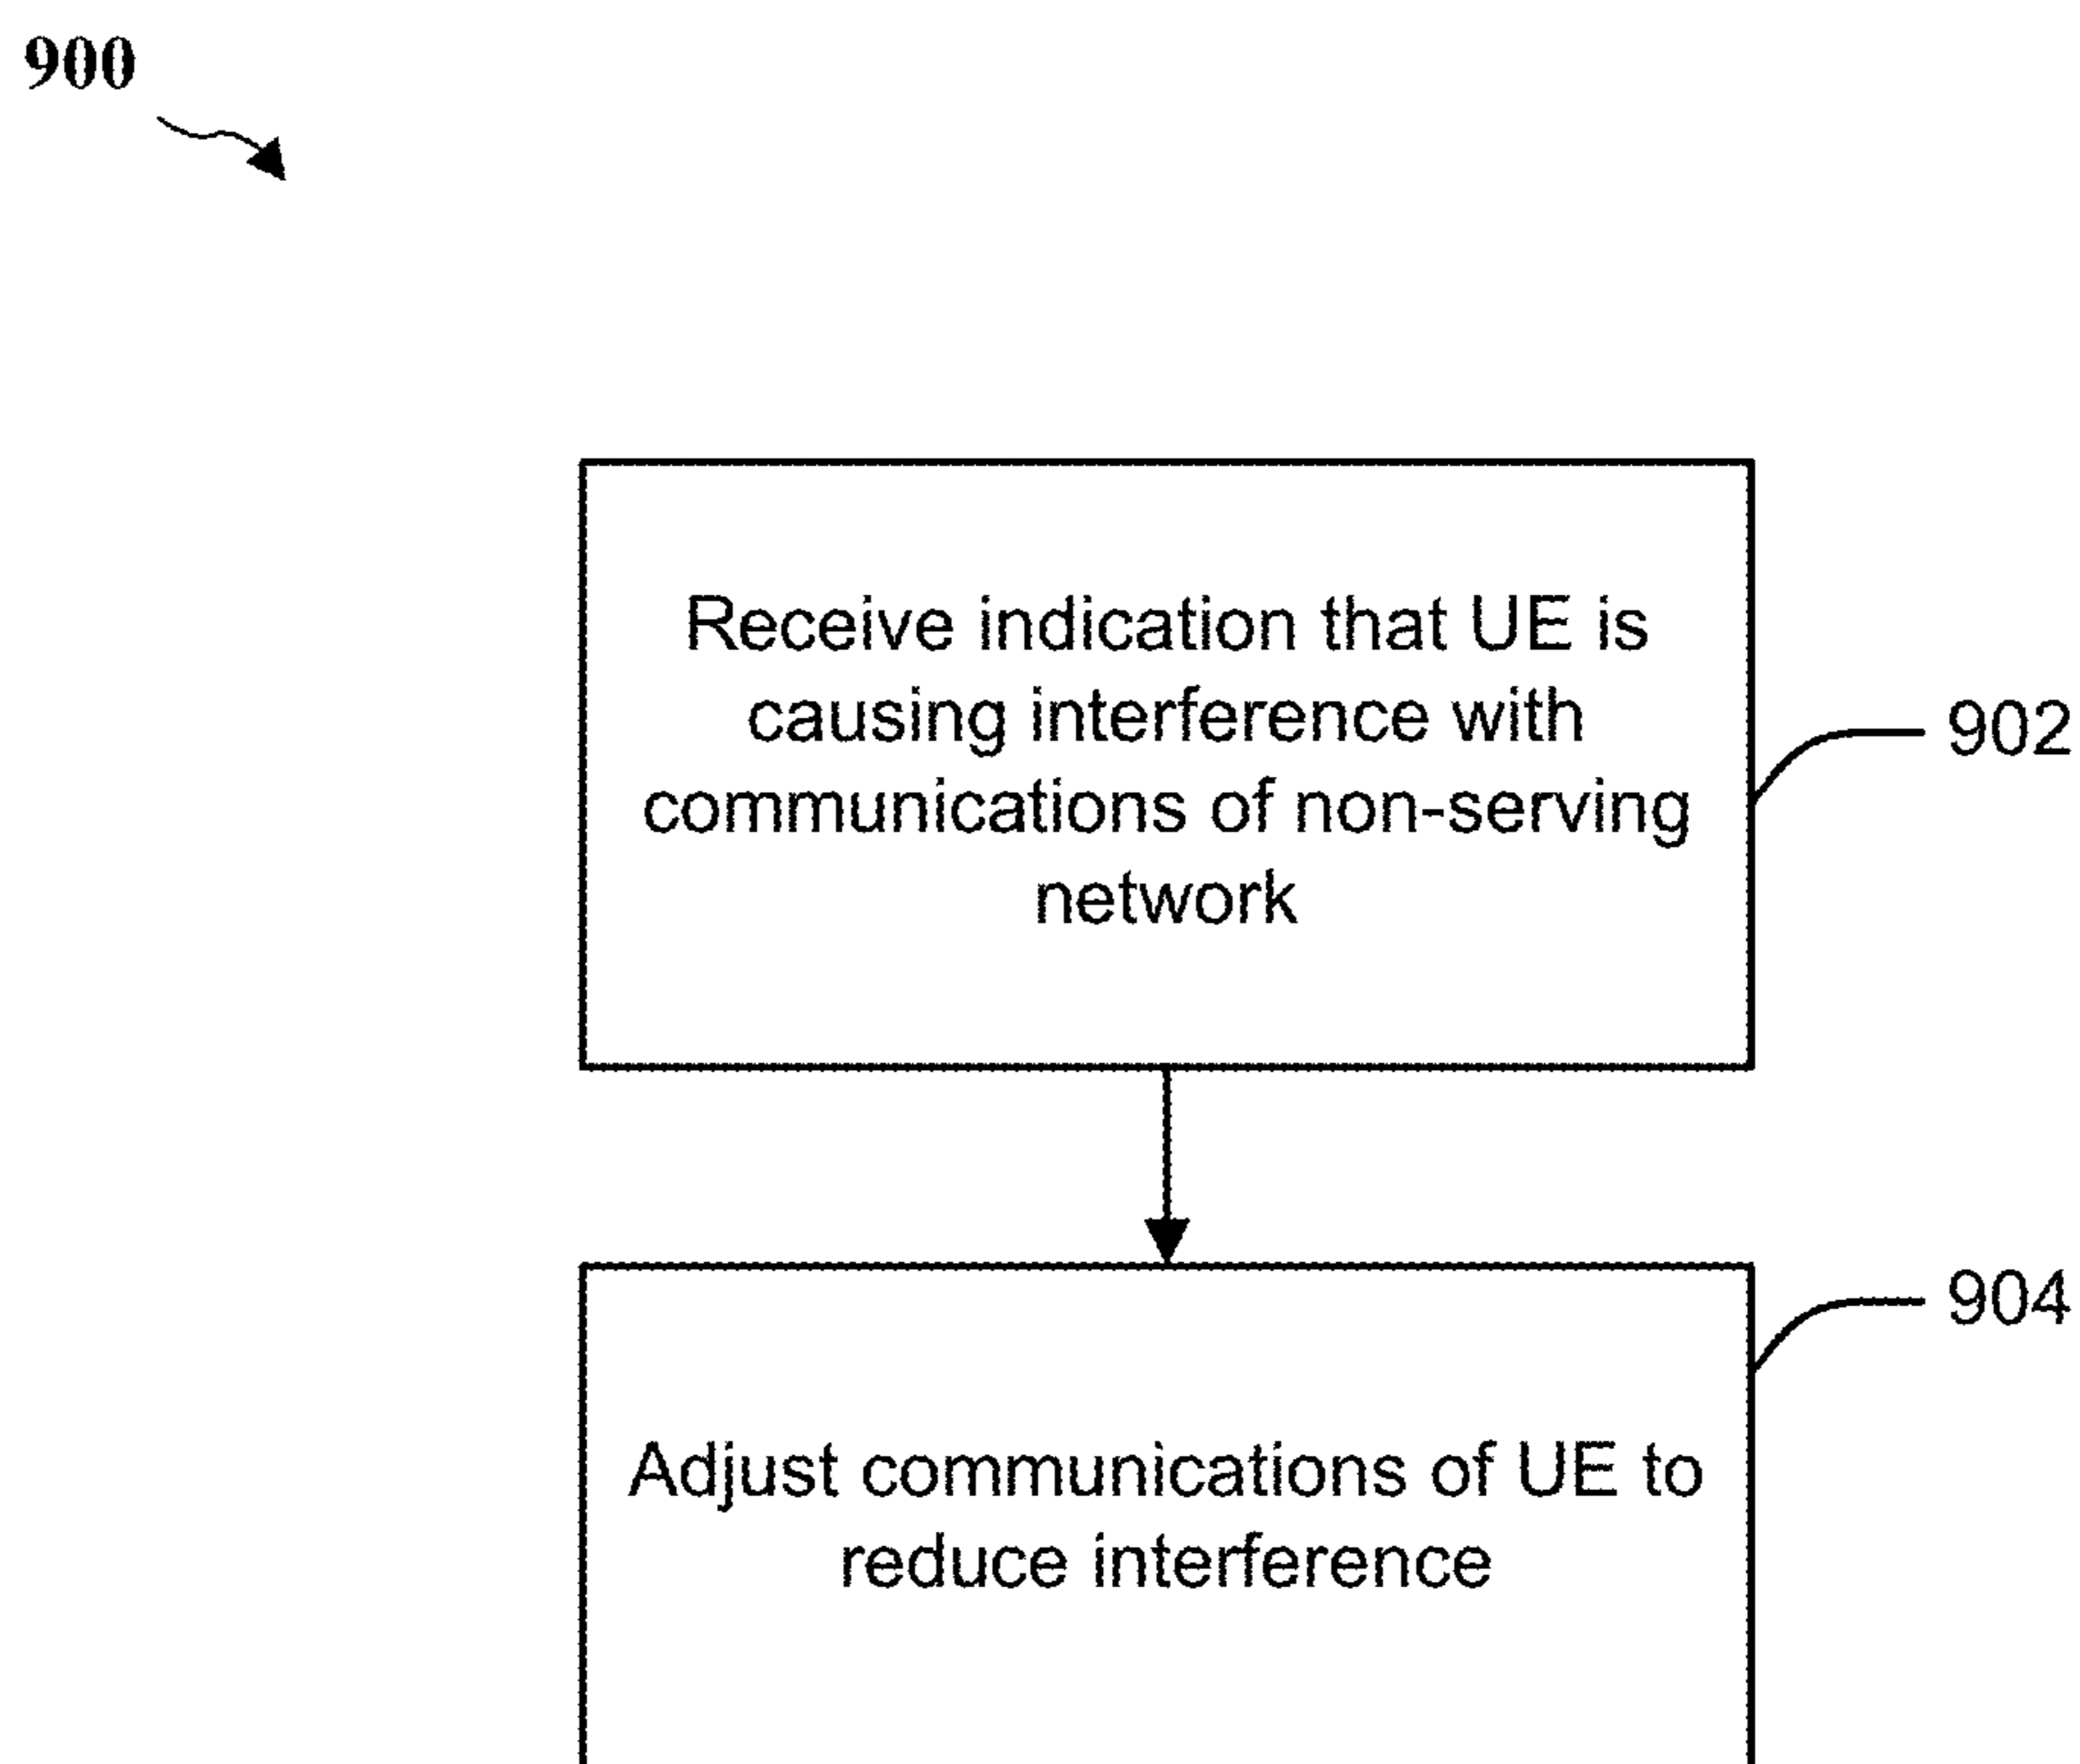 900
Receive indication that UE is
causing interference with
communications of non-serving
network
902
904
Adjust communications of UE to
reduce interference